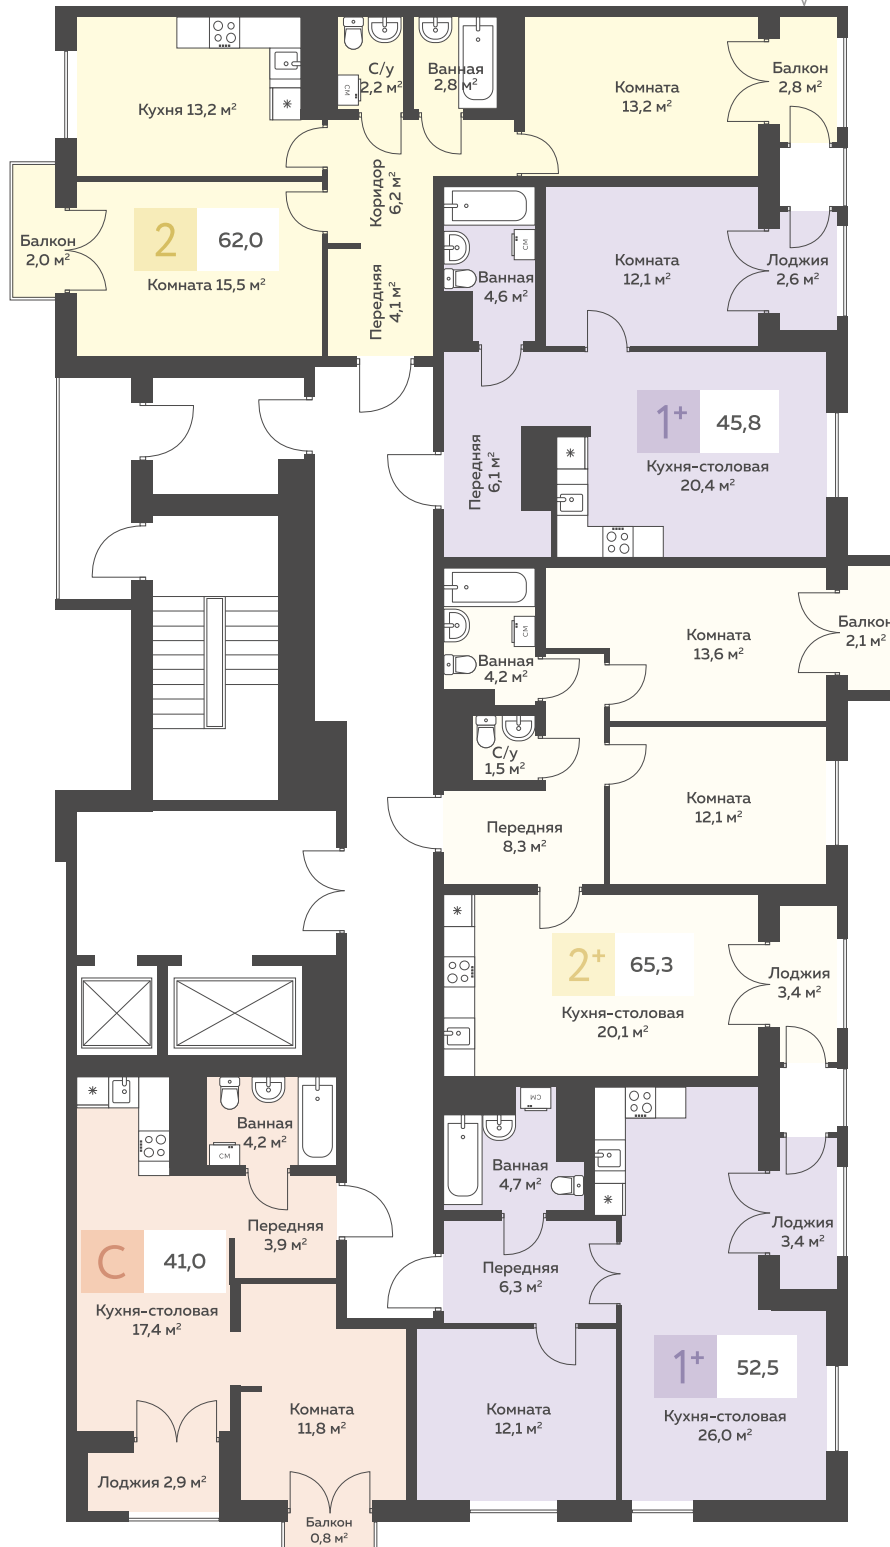 С/у
2,2 м²
Ванная
2,8 м²
Комната
13,2 м²
Балкон
2,8 м²
Кухня 13,2 м²
Коридор
6,2 м²
Балкон
2,0 м²
2
62,0
Комната 15,5 м²
Передняя
4,1 м²
Ванная
4,6 м²
Комната
12,1 м²
Лоджия
2,6 м²
1+
45,8
Передняя
6,1 м²
Кухня-столовая
20,4 м²
Ванная
4,2 м²
Комната
13,6 м²
Балкон
2,1 м²
С/у
1,5 м²
Комната
12,1 м²
Передняя
8,3 м²
2+
65,3
Кухня-столовая
20,1 м²
Лоджия
3,4 м²
Ванная
4,2 м²
СМ
Ванная
4,7 м²
СМ
Передняя
3,9 м²
Лоджия
3,4 м²
С
41,0
Передняя
6,3 м²
Кухня-столовая
17,4 м²
1+
52,5
Комната
11,8 м²
Комната
12,1 м²
Кухня-столовая
26,0 м²
Лоджия 2,9 м²
Балкон
0,8 м²
СМ
СМ
СМ